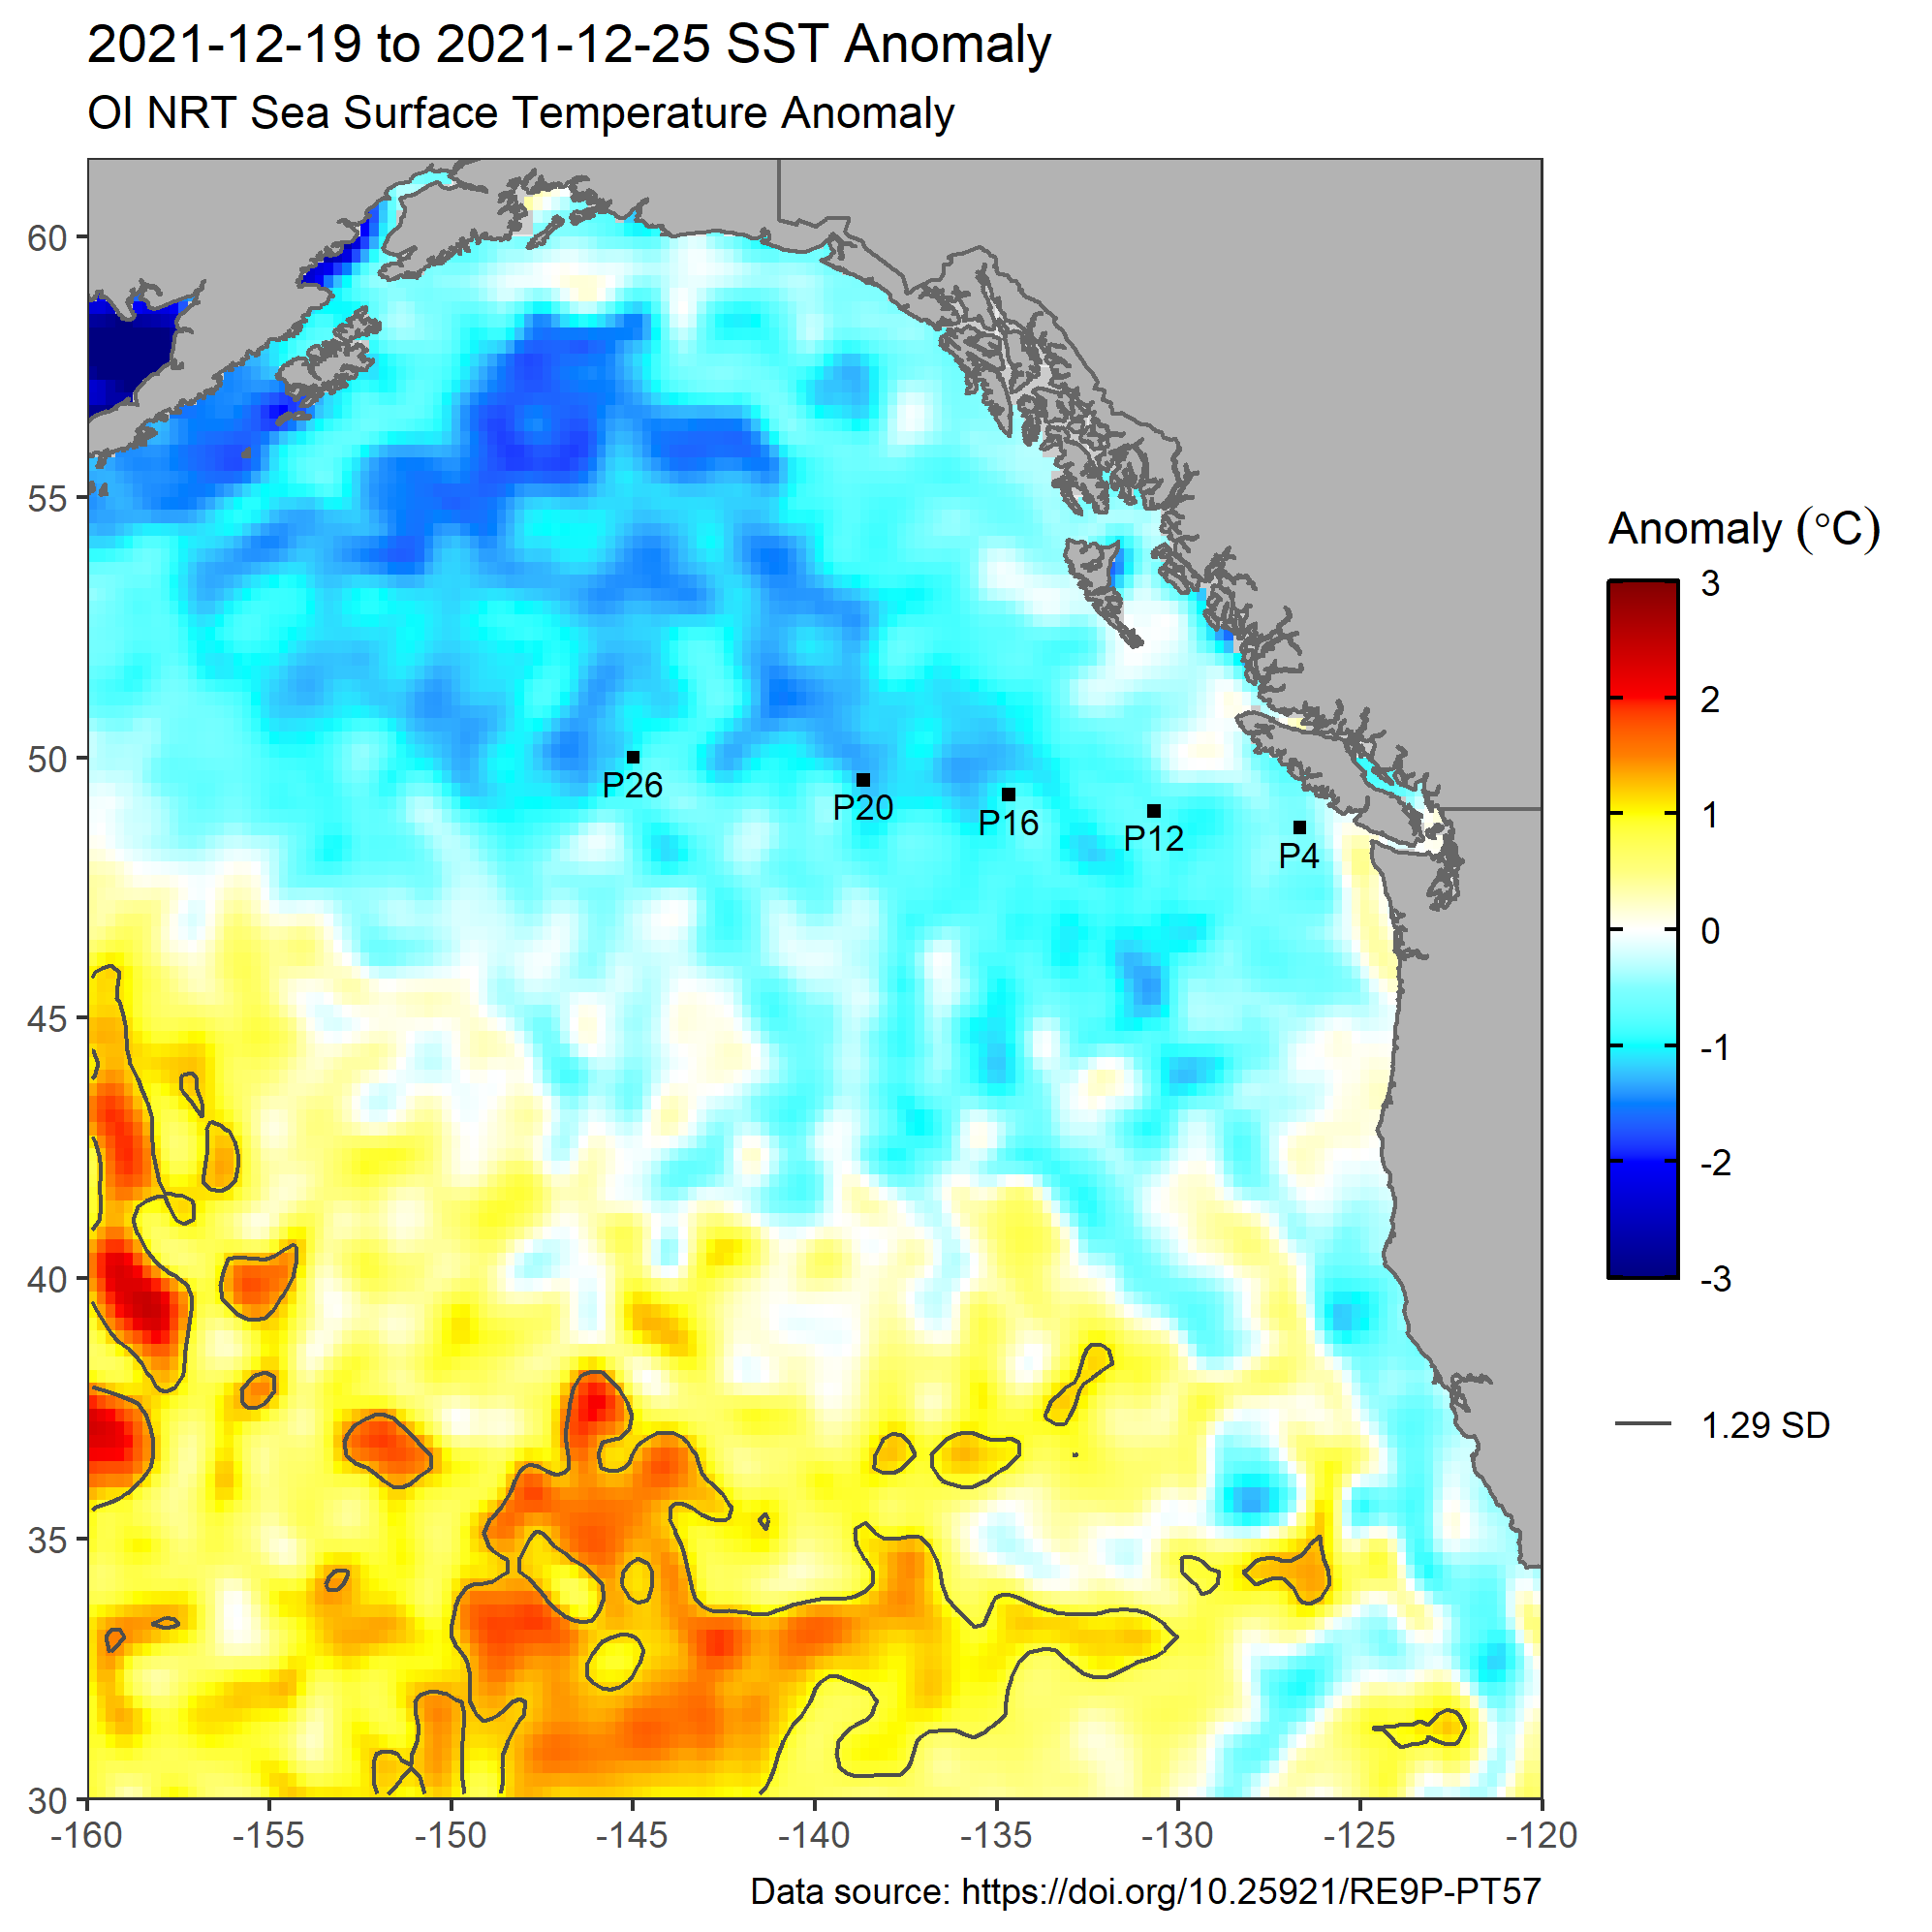 2021-12-19 to 2021-12-25 SST Anomaly
OI NRT Sea Surface Temperature Anomaly
60
55
50
45
40
35
30
-160
-155
-150
-145
-140
-135
-130
-125
-120
P26
P20
P16
P12
P4
Anomaly (°C)
3
2
1
0
-1
-2
-3
1.29 SD
Data source: https://doi.org/10.25921/RE9P-PT57